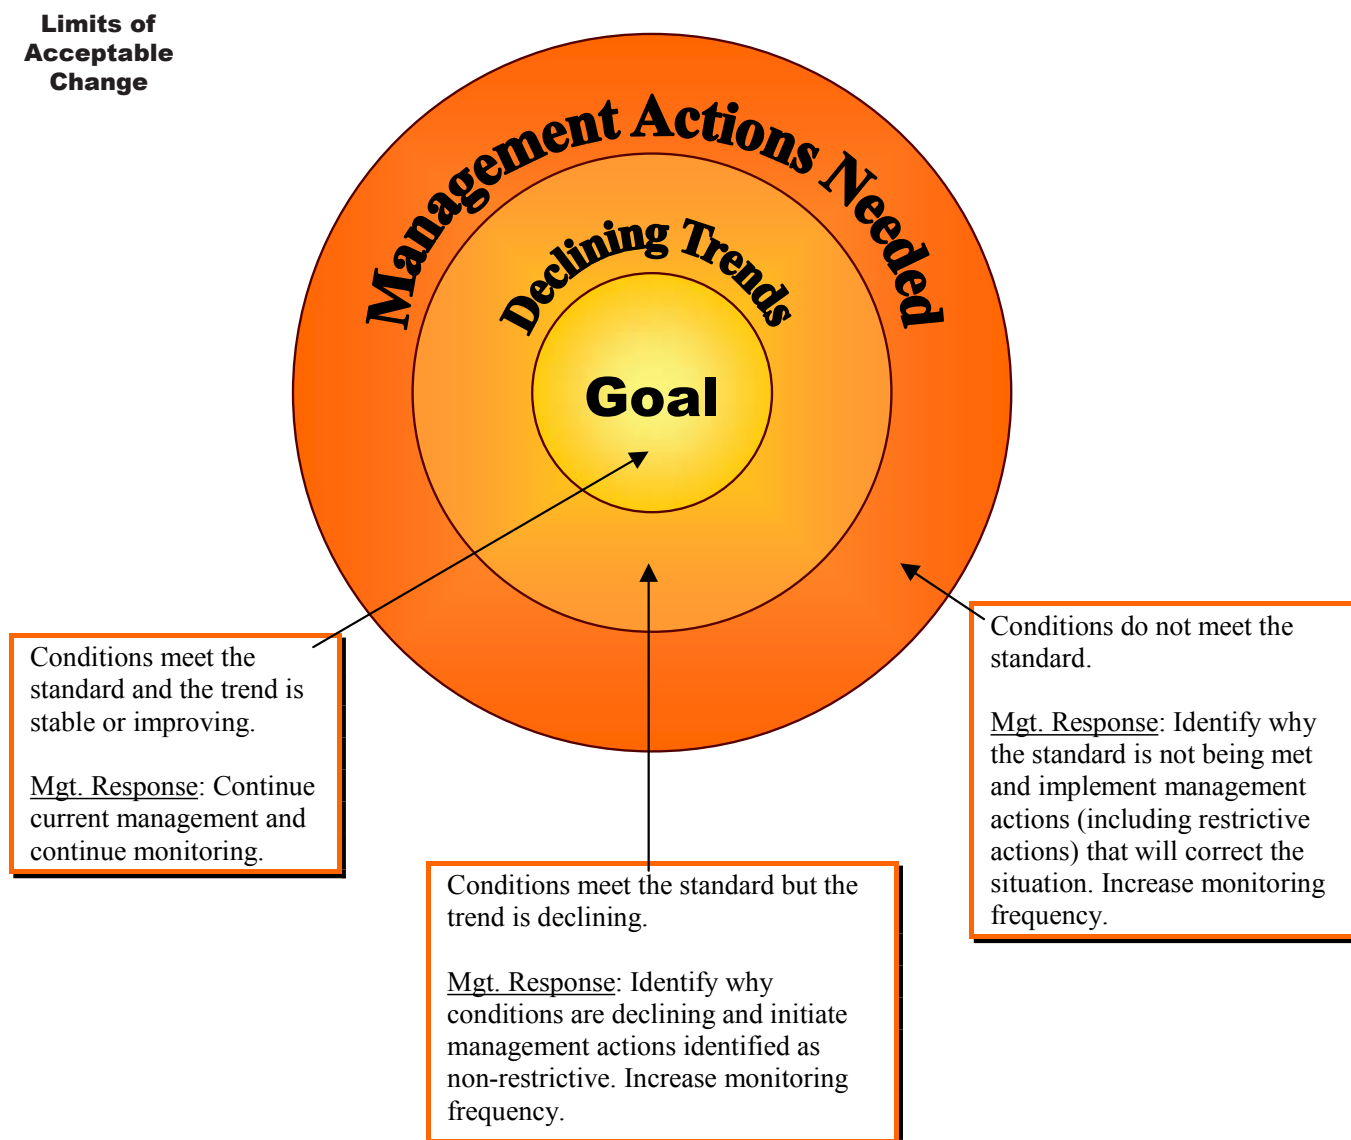 Limits of
Acceptable
Change
Management Actions Needed
Declining Trends
Goal
Conditions meet the
standard and the trend is
stable or improving.
Mgt. Response: Continue
current management and
continue monitoring.
Conditions meet the standard but the
trend is declining.
Mgt. Response: Identify why
conditions are declining and initiate
management actions identified as
non-restrictive. Increase monitoring
frequency.
Conditions do not meet the
standard.
Mgt. Response: Identify why
the standard is not being met
and implement management
actions (including restrictive
actions) that will correct the
situation. Increase monitoring
frequency.